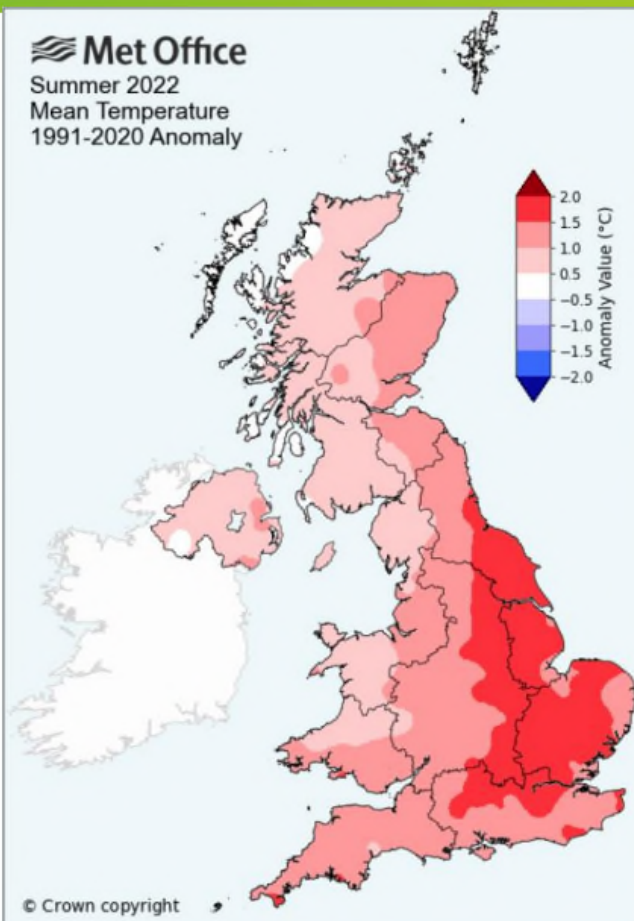 Met Office
Summer 2022
Mean Temperature
1991-2020 Anomaly
2.0
1.5
1.0
0.5
−0.5
−1.0
−1.5
−2.0
Anomaly Value (°C)
© Crown copyright